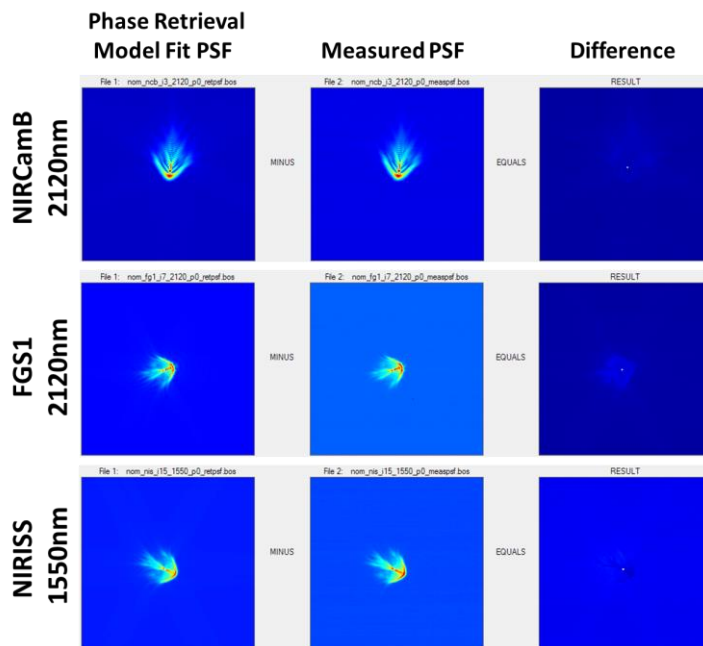 Phase Retrieval
Model Fit PSF
Measured PSF
Difference
NIRCamB
2120nm
File 1: nom_ncb_i3_2120_p0_retpsf.bos
MINUS
File 2: nom_ncb_i3_2120_p0_measpsf.bos
EQUALS
RESULT
FGS1
2120nm
File 1: nom_fg1_i7_2120_p0_retpsf.bos
MINUS
File 2: nom_fg1_i7_2120_p0_measpsf.bos
EQUALS
RESULT
NIRISS
1550nm
File 1: nom_nis_i15_1550_p0_retpsf.bos
MINUS
File 2: nom_nis_i15_1550_p0_measpsf.bos
EQUALS
RESULT